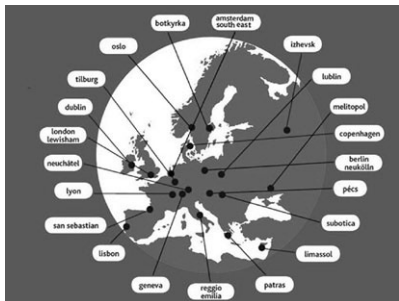 amsterdam
south east
botkyrka
oslo
izhevsk
tilburg
lublin
dublin
melitopol
london
lewisham
copenhagen
neuchâtel
berlin
neukölln
lyon
pécs
san sebastian
subotica
lisbon
limassol
geneva
reggio
emilia
patras